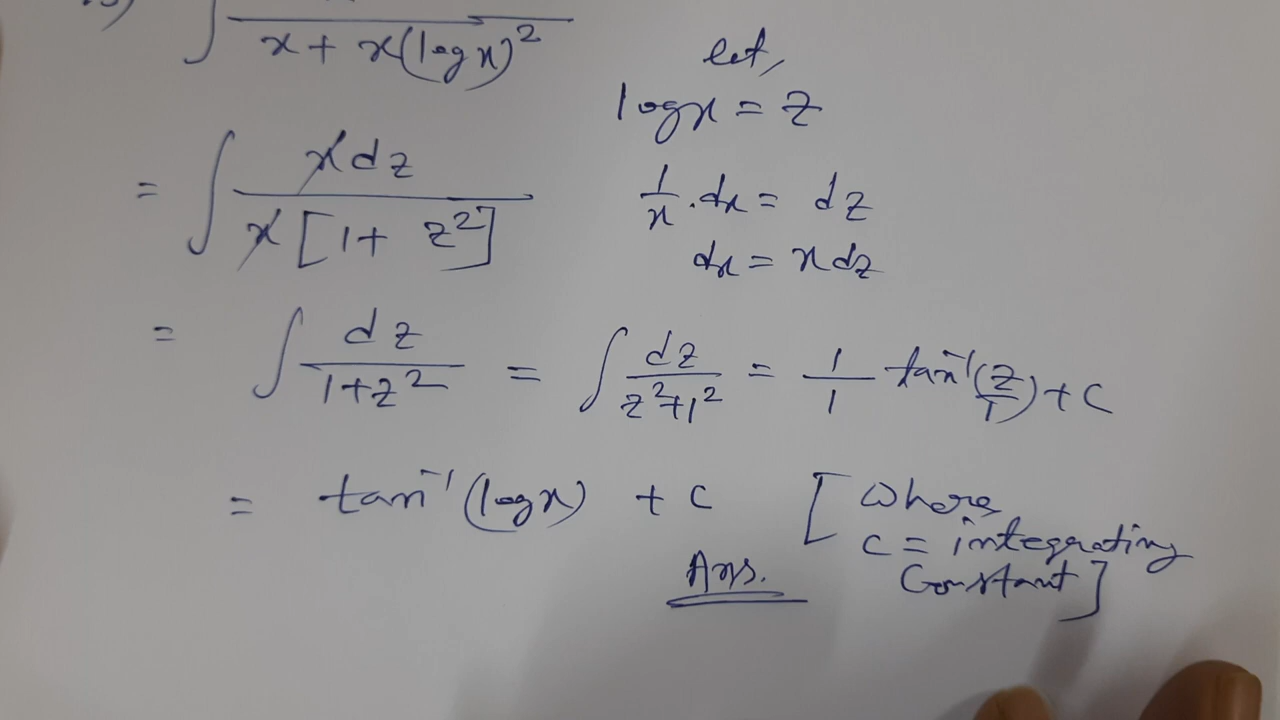 ∫ / x + x(log x)²
let,
log x = z
= ∫ x dz / x[1 + z²]
1/x . dx = dz
dx = x dz
= ∫ dz / 1+z² = ∫ dz / z²+1² = 1/1 tan⁻¹(z/1) + C
= tan⁻¹(log x) + C [where
C = integrating
Constant]
Ans.